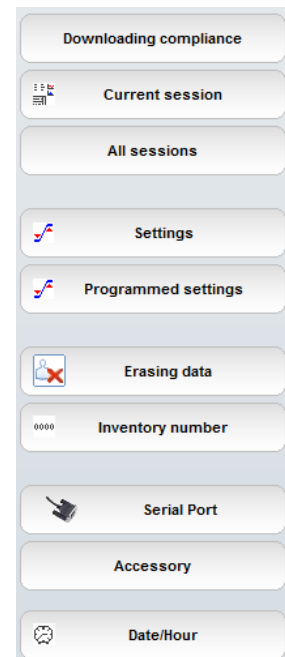 Downloading compliance
Current session
All sessions
Settings
Programmed settings
Erasing data
0000 Inventory number
Serial Port
Accessory
Date/Hour